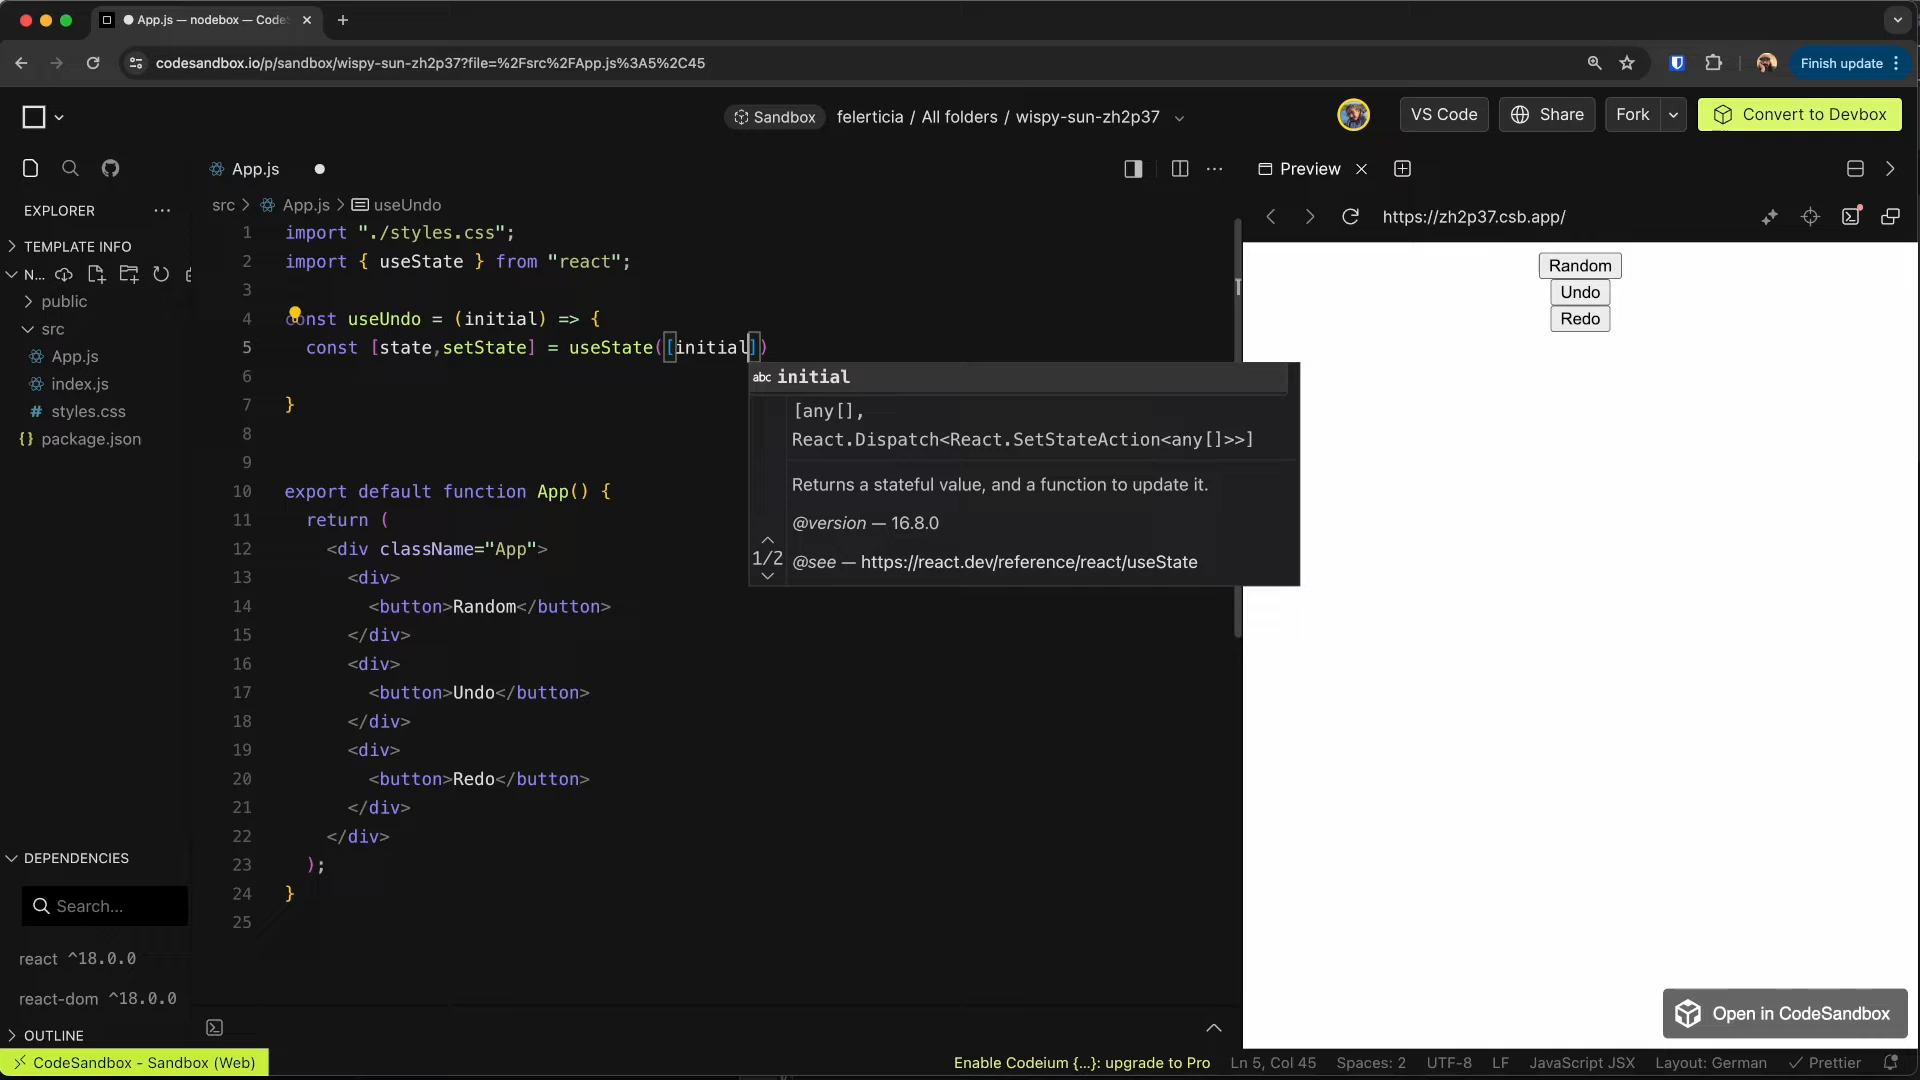 App.js — nodebox — Code
codesandbox.io/p/sandbox/wispy-sun-zh2p37?file=%2Fsrc%2FApp.js%3A5%2C45
Finish update
Sandbox
felerticia / All folders / wispy-sun-zh2p37
VS Code
Share
Fork
Convert to Devbox
App.js
Preview
EXPLORER
src > App.js > useUndo
https://zh2p37.csb.app/
TEMPLATE INFO
N...
public
src
App.js
index.js
styles.css
package.json
1 import "./styles.css";
2 import { useState } from "react";
3
4 const useUndo = (initial) => {
5 const [state,setState] = useState([initial])
6
7 }
8
9
10 export default function App() {
11 return (
12 <div className="App">
13 <div>
14 <button>Random</button>
15 </div>
16 <div>
17 <button>Undo</button>
18 </div>
19 <div>
20 <button>Redo</button>
21 </div>
22 </div>
23 );
24 }
25
abc initial
[any[],
React.Dispatch<React.SetStateAction<any[]>>]
Returns a stateful value, and a function to update it.
@version — 16.8.0
1/2
@see — https://react.dev/reference/react/useState
Random
Undo
Redo
DEPENDENCIES
Search...
react ^18.0.0
react-dom ^18.0.0
OUTLINE
Open in CodeSandbox
CodeSandbox - Sandbox (Web)
Enable Codeium {...}: upgrade to Pro
Ln 5, Col 45
Spaces: 2
UTF-8
LF
JavaScript JSX
Layout: German
Prettier